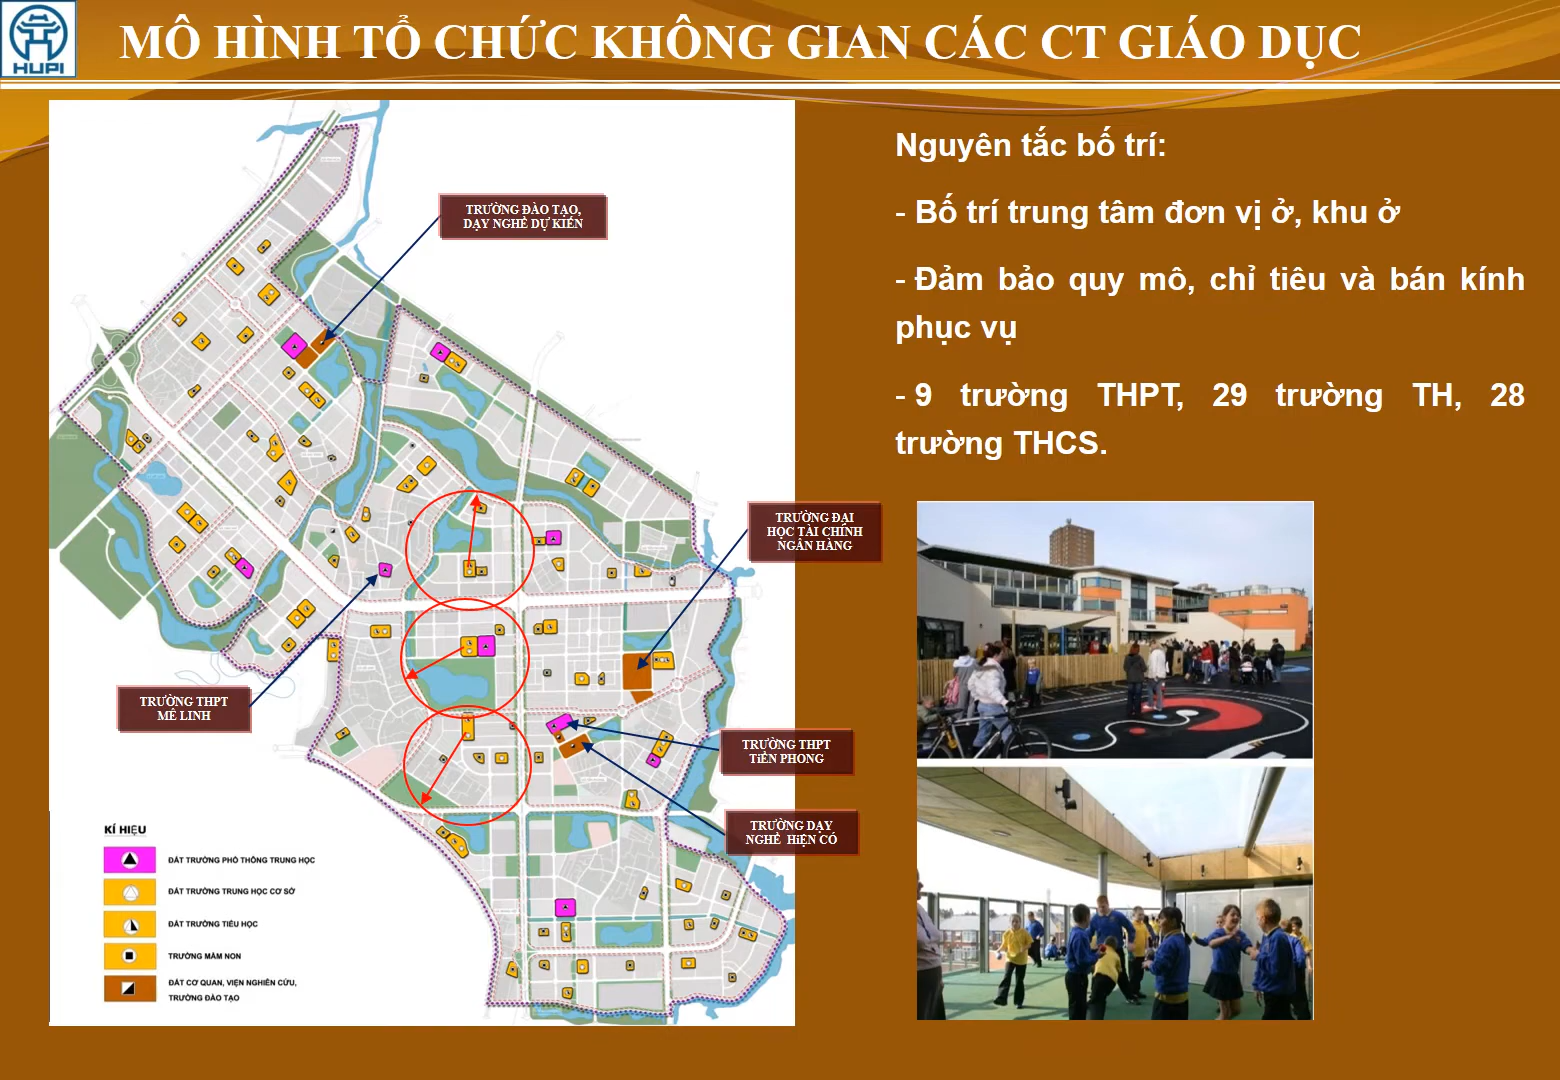 HUPI
MÔ HÌNH TỔ CHỨC KHÔNG GIAN CÁC CT GIÁO DỤC
Nguyên tắc bố trí:
- Bố trí trung tâm đơn vị ở, khu ở
- Đảm bảo quy mô, chỉ tiêu và bán kính
phục vụ
- 9 trường THPT, 29 trường TH, 28
trường THCS.
TRƯỜNG ĐÀO TẠO,
DẠY NGHỀ DỰ KIẾN
TRƯỜNG ĐẠI
HỌC TÀI CHÍNH
NGÂN HÀNG
TRƯỜNG THPT
MÊ LINH
TRƯỜNG THPT
TiỀN PHONG
TRƯỜNG DẠY
NGHỀ HiỆN CÓ
KÍ HIỆU
ĐẤT TRƯỜNG PHỔ THÔNG TRUNG HỌC
ĐẤT TRƯỜNG TRUNG HỌC CƠ SỞ
ĐẤT TRƯỜNG TIỂU HỌC
TRƯỜNG MẦM NON
ĐẤT CƠ QUAN, VIỆN NGHIÊN CỨU,
TRƯỜNG ĐÀO TẠO